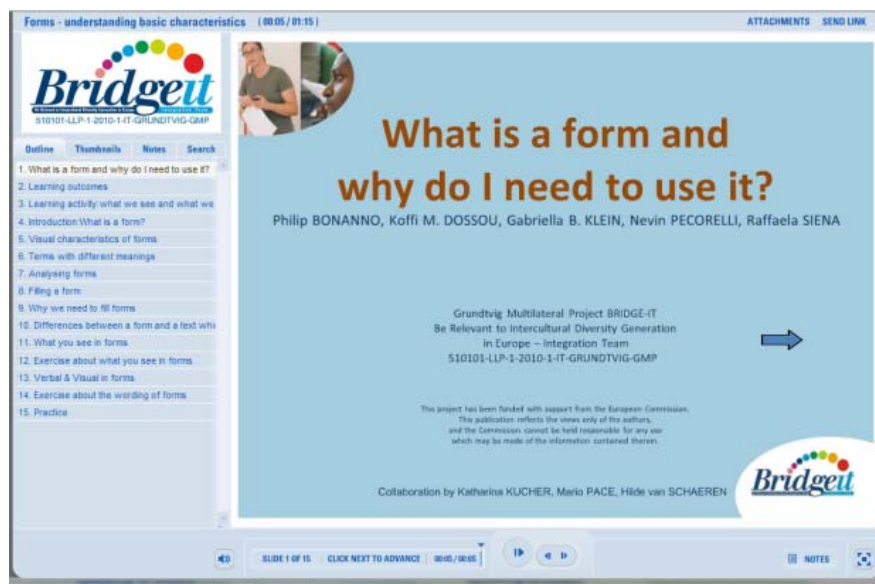 Forms - understanding basic characteristics ( 00:05 / 01:15 )
ATTACHMENTS SEND LINK
Bridgeit
510101-LLP-1-2010-1-IT-GRUNDTVIG-GMP
Outline Thumbnails Notes Search
1. What is a form and why do I need to use it?
2. Learning outcomes
3. Learning activity:what we see and what we
4. Introduction:What is a form?
5. Visual characteristics of forms
6. Terms with different meanings
7. Analysing forms
8. Filling a form
9. Why we need to fill forms
10. Differences between a form and a text whi
11. What you see in forms
12. Exercise about what you see in forms
13. Verbal & Visual in forms
14. Exercise about the wording of forms
15. Practice
What is a form and
why do I need to use it?
Philip BONANNO, Koffi M. DOSSOU, Gabriella B. KLEIN, Nevin PECORELLI, Raffaela SIENA
Grundtvig Multilateral Project BRIDGE-IT
Be Relevant to Intercultural Diversity Generation
in Europe – Integration Team
510101-LLP-1-2010-1-IT-GRUNDTVIG-GMP
This project has been funded with support from the European Commission.
This publication reflects the views only of the authors,
and the Commission cannot be held responsible for any use
which may be made of the information contained therein.
Collaboration by Katharina KUCHER, Mario PACE, Hilde van SCHAEREN
Bridgeit
SLIDE 1 OF 15 CLICK NEXT TO ADVANCE 00:05 / 00:05
NOTES